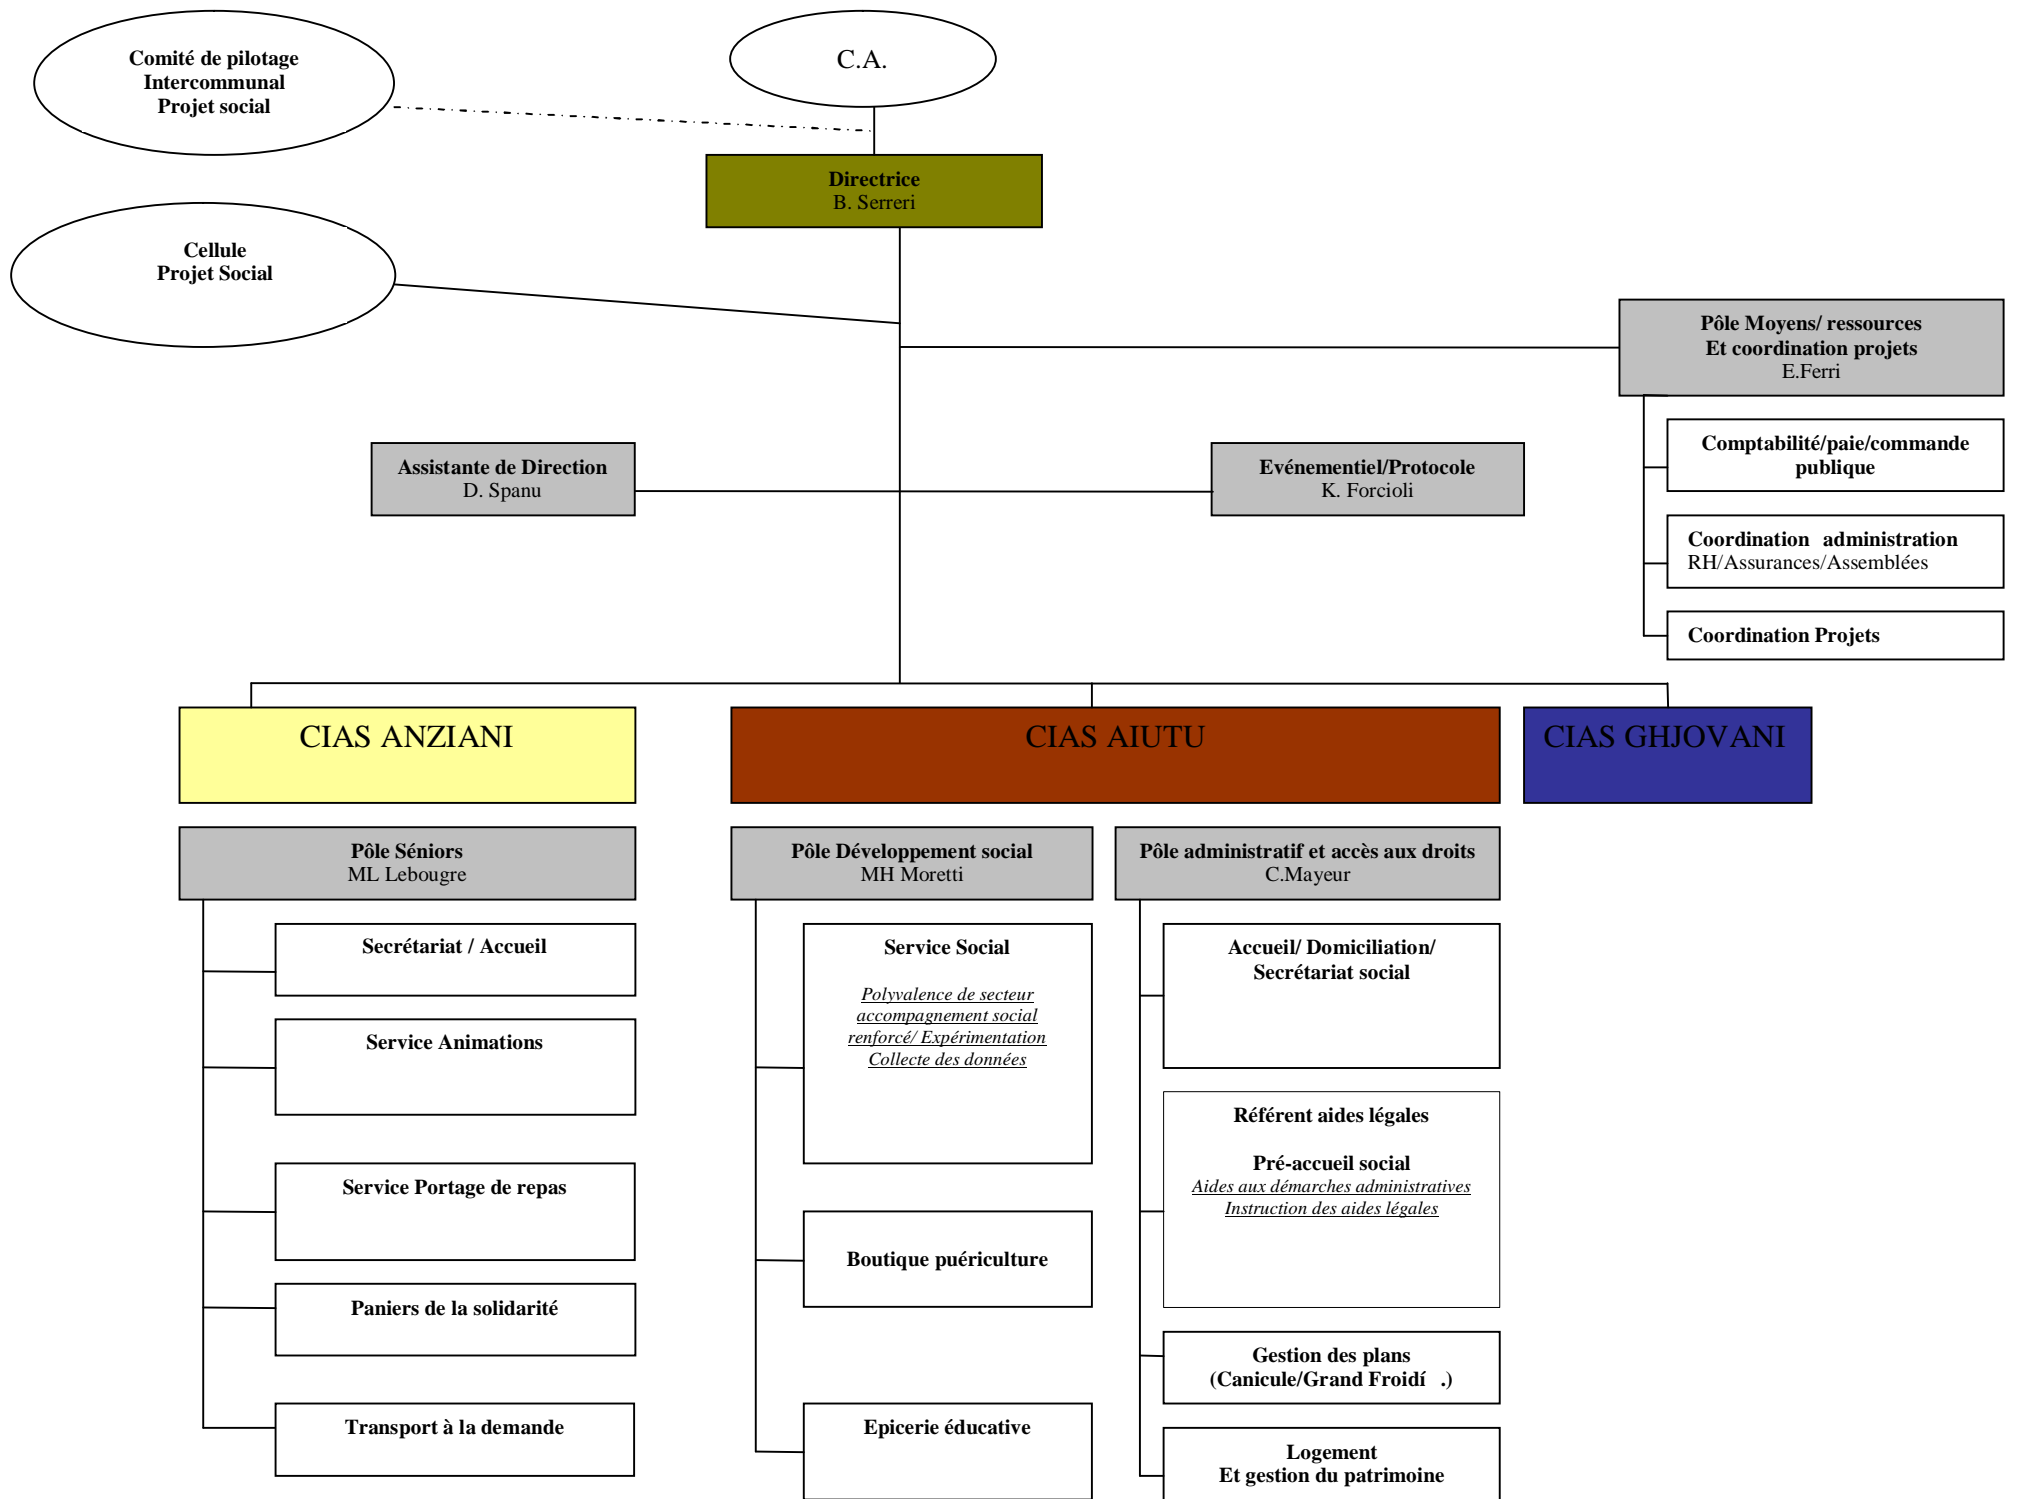 Comité de pilotage
Intercommunal
Projet social
C.A.
Directrice
B. Serreri
Cellule
Projet Social
Pôle Moyens/ ressources
Et coordination projets
E.Ferri
Comptabilité/paie/commande
publique
Assistante de Direction
D. Spanu
Evénementiel/Protocole
K. Forcioli
Coordination administration
RH/Assurances/Assemblées
Coordination Projets
CIAS ANZIANI
CIAS AIUTU
CIAS GHJOVANI
Pôle Séniors
ML Lebougre
Secrétariat / Accueil
Service Animations
Service Portage de repas
Paniers de la solidarité
Transport à la demande
Pôle Développement social
MH Moretti
Service Social
Polyvalence de secteur
accompagnement social
renforcé/ Expérimentation
Collecte des données
Boutique puériculture
Epicerie éducative
Pôle administratif et accès aux droits
C.Mayeur
Accueil/ Domiciliation/
Secrétariat social
Référent aides légales
Pré-accueil social
Aides aux démarches administratives
Instruction des aides légales
Gestion des plans
(Canicule/Grand Froidí .)
Logement
Et gestion du patrimoine